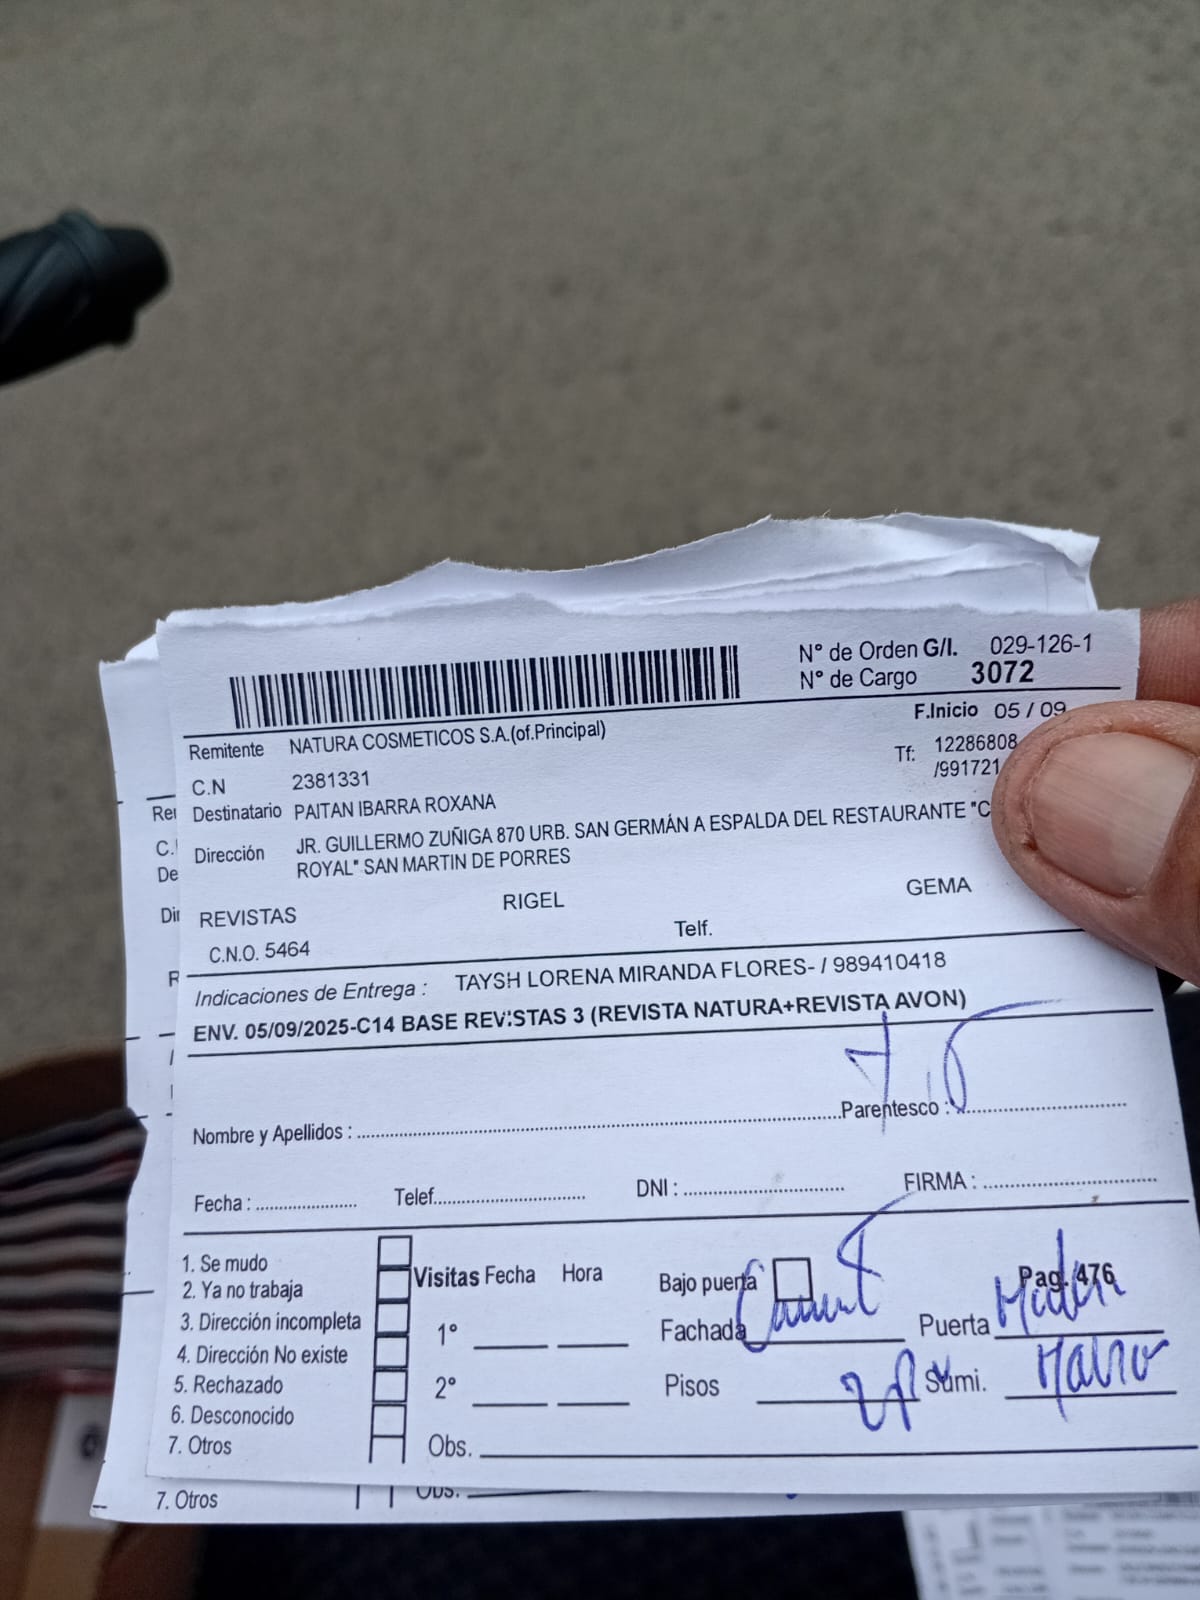 N° de Orden G/I. 029-126-1
N° de Cargo 3072
F.Inicio 05 / 09
Remitente NATURA COSMETICOS S.A.(of.Principal)
Tf: 12286808
/991721
C.N 2381331
Destinatario PAITAN IBARRA ROXANA
Dirección JR. GUILLERMO ZUÑIGA 870 URB. SAN GERMÁN A ESPALDA DEL RESTAURANTE "C
ROYAL" SAN MARTIN DE PORRES
REVISTAS RIGEL GEMA
C.N.O. 5464 Telf.
Indicaciones de Entrega : TAYSH LORENA MIRANDA FLORES- / 989410418
ENV. 05/09/2025-C14 BASE REVISTAS 3 (REVISTA NATURA+REVISTA AVON)
Nombre y Apellidos : Parentesco :
Fecha : Telef. DNI : FIRMA :
1. Se mudo
2. Ya no trabaja
3. Dirección incompleta
4. Dirección No existe
5. Rechazado
6. Desconocido
7. Otros
Visitas Fecha Hora
1°
2°
Obs.
Bajo puerta Pag. 476
Fachada Puerta
Pisos 2P Sumi.
7. Otros Obs.